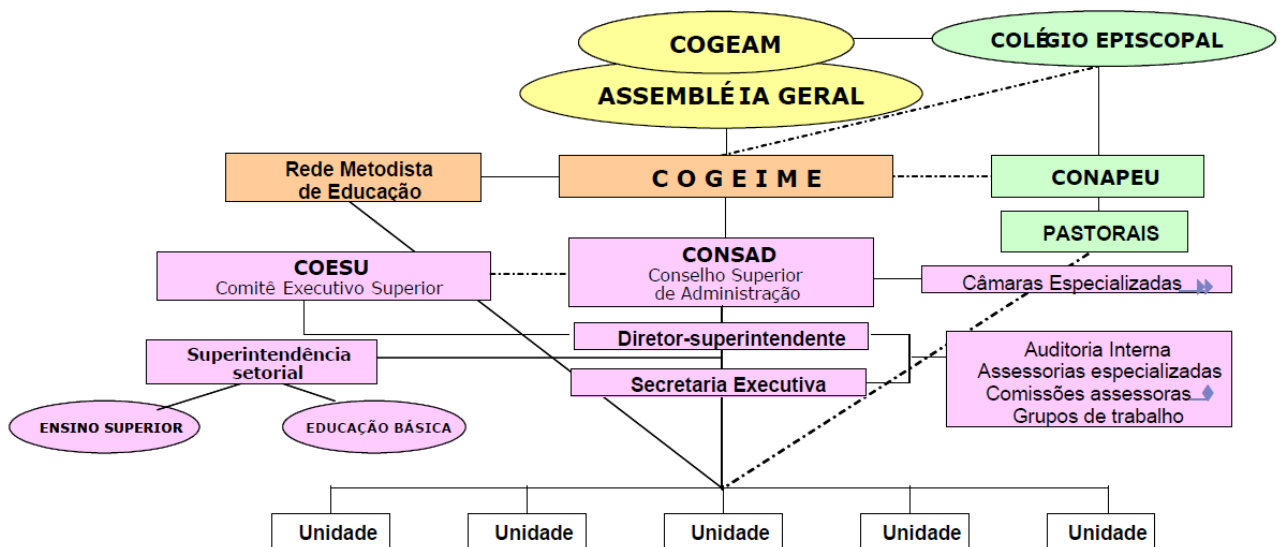 COGEAM
COLÉGIO EPISCOPAL
ASSEMBLÉIA GERAL
Rede Metodista
de Educação
C O G E I M E
CONAPEU
PASTORAIS
COESU
Comitê Executivo Superior
CONSAD
Conselho Superior
de Administração
Câmaras Especializadas
Diretor-superintendente
Superintendência
setorial
Secretaria Executiva
Auditoria Interna
Assessorias especializadas
Comissões assessoras
Grupos de trabalho
ENSINO SUPERIOR
EDUCAÇÃO BÁSICA
Unidade
Unidade
Unidade
Unidade
Unidade